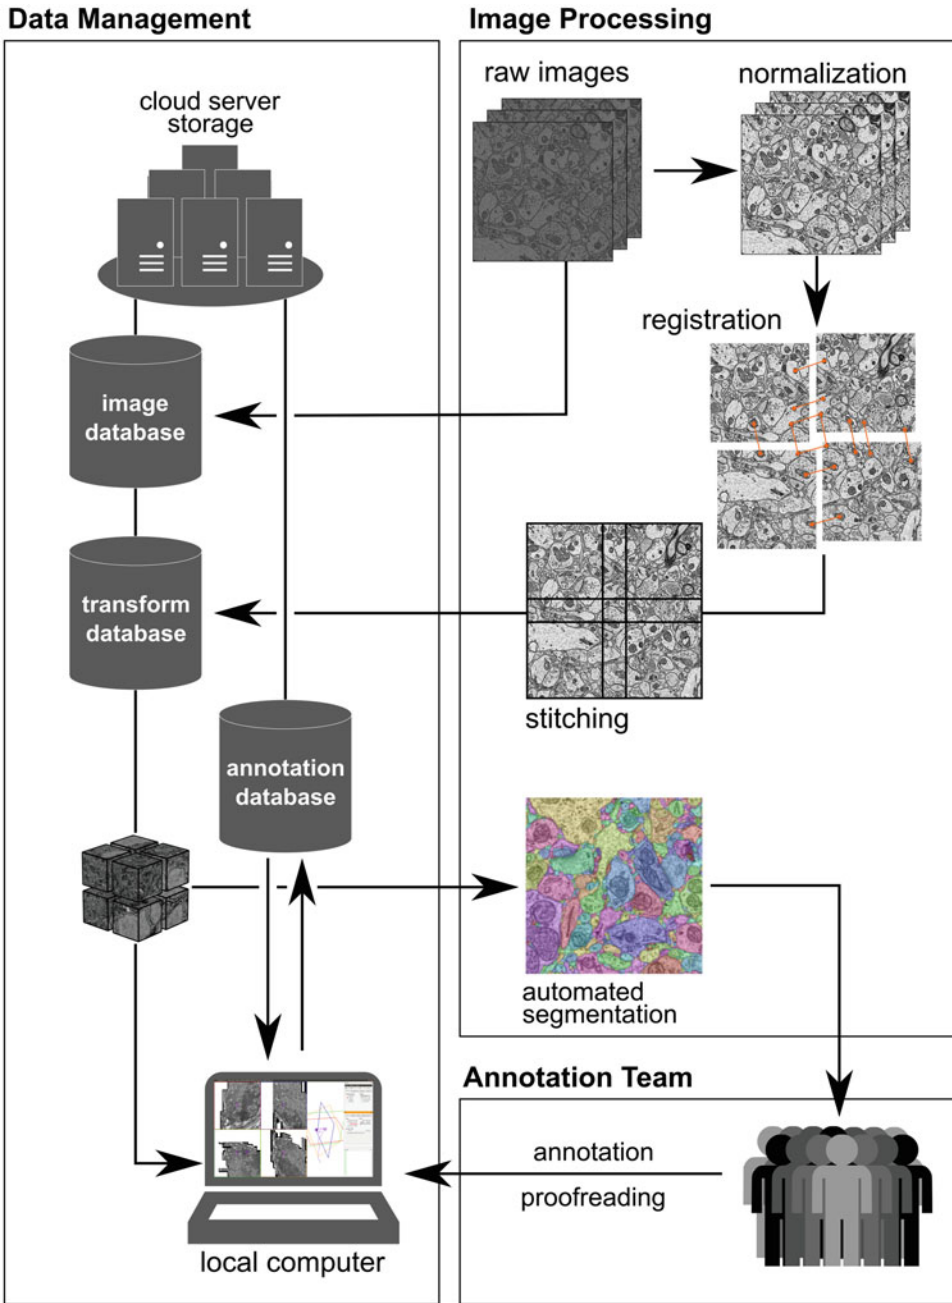 Data Management
cloud server
storage
image
database
transform
database
annotation
database
local computer
Image Processing
raw images
normalization
registration
stitching
automated
segmentation
Annotation Team
annotation
proofreading